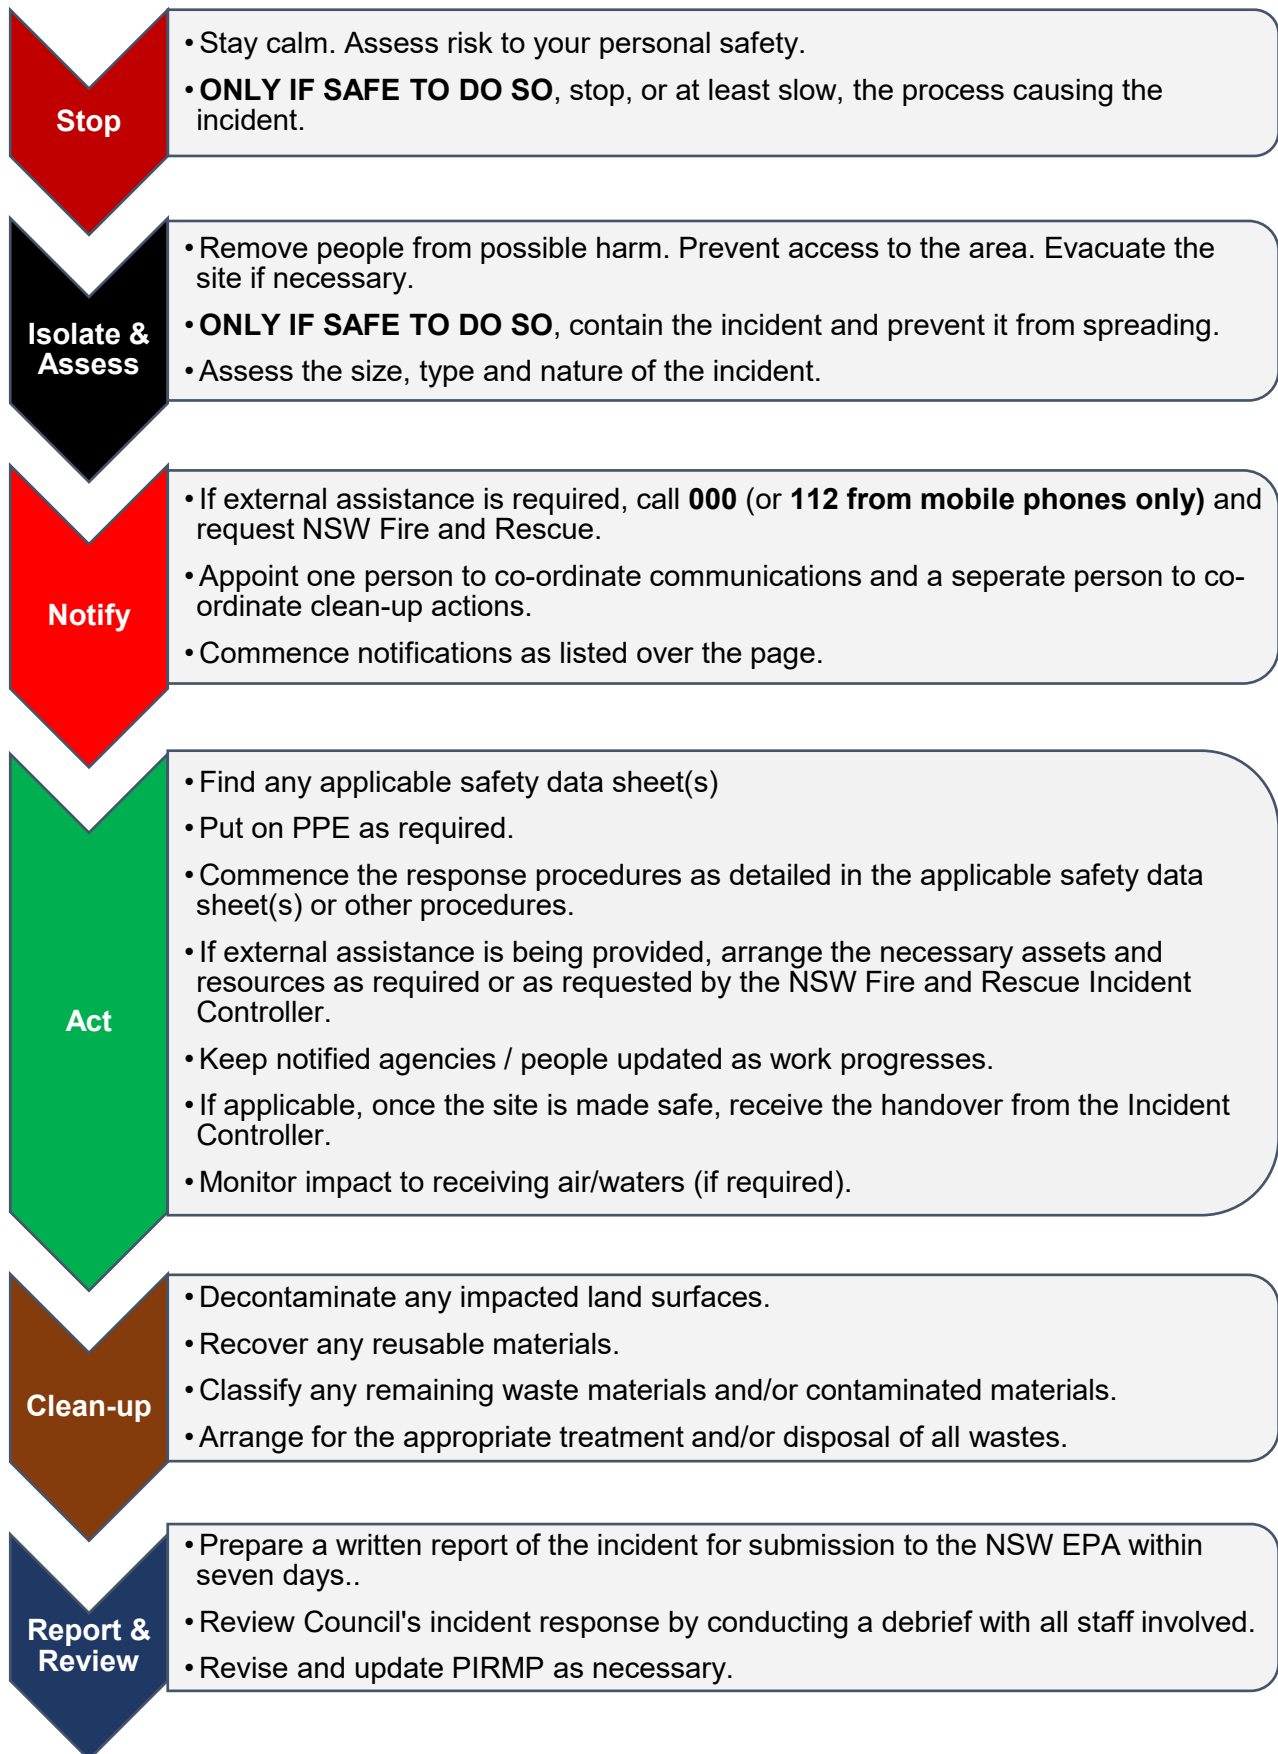 Stop
• Stay calm. Assess risk to your personal safety.
• ONLY IF SAFE TO DO SO, stop, or at least slow, the process causing the
incident.
Isolate &
Assess
• Remove people from possible harm. Prevent access to the area. Evacuate the
site if necessary.
• ONLY IF SAFE TO DO SO, contain the incident and prevent it from spreading.
• Assess the size, type and nature of the incident.
Notify
• If external assistance is required, call 000 (or 112 from mobile phones only) and
request NSW Fire and Rescue.
• Appoint one person to co-ordinate communications and a seperate person to co-
ordinate clean-up actions.
• Commence notifications as listed over the page.
Act
• Find any applicable safety data sheet(s)
• Put on PPE as required.
• Commence the response procedures as detailed in the applicable safety data
sheet(s) or other procedures.
• If external assistance is being provided, arrange the necessary assets and
resources as required or as requested by the NSW Fire and Rescue Incident
Controller.
• Keep notified agencies / people updated as work progresses.
• If applicable, once the site is made safe, receive the handover from the Incident
Controller.
• Monitor impact to receiving air/waters (if required).
Clean-up
• Decontaminate any impacted land surfaces.
• Recover any reusable materials.
• Classify any remaining waste materials and/or contaminated materials.
• Arrange for the appropriate treatment and/or disposal of all wastes.
Report &
Review
• Prepare a written report of the incident for submission to the NSW EPA within
seven days..
• Review Council's incident response by conducting a debrief with all staff involved.
• Revise and update PIRMP as necessary.